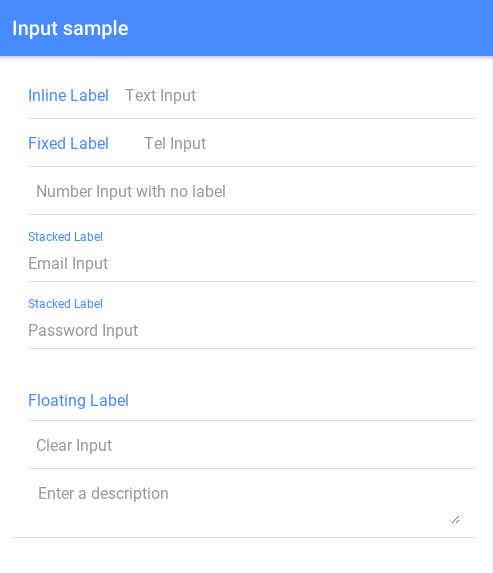 Input sample
Inline Label Text Input
Fixed Label Tel Input
Number Input with no label
Stacked Label
Email Input
Stacked Label
Password Input
Floating Label
Clear Input
Enter a description